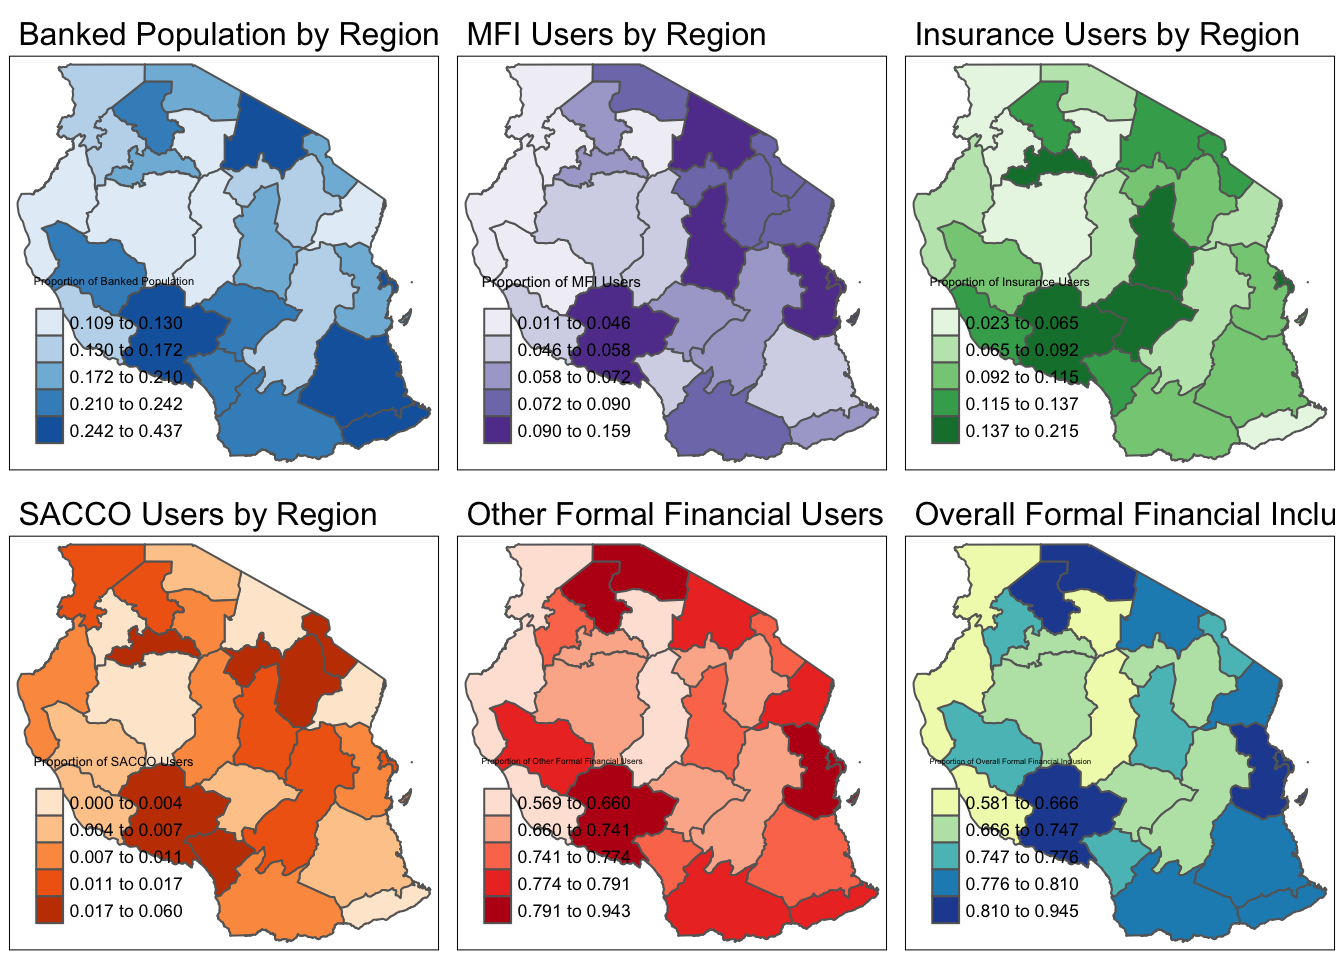 Banked Population by Region
Proportion of Banked Population
0.109 to 0.130
0.130 to 0.172
0.172 to 0.210
0.210 to 0.242
0.242 to 0.437
MFI Users by Region
Proportion of MFI Users
0.011 to 0.046
0.046 to 0.058
0.058 to 0.072
0.072 to 0.090
0.090 to 0.159
Insurance Users by Region
Proportion of Insurance Users
0.023 to 0.065
0.065 to 0.092
0.092 to 0.115
0.115 to 0.137
0.137 to 0.215
SACCO Users by Region
Proportion of SACCO Users
0.000 to 0.004
0.004 to 0.007
0.007 to 0.011
0.011 to 0.017
0.017 to 0.060
Other Formal Financial Users
Proportion of Other Formal Financial Users
0.569 to 0.660
0.660 to 0.741
0.741 to 0.774
0.774 to 0.791
0.791 to 0.943
Overall Formal Financial Inclu
Proportion of Overall Formal Financial Inclusion
0.581 to 0.666
0.666 to 0.747
0.747 to 0.776
0.776 to 0.810
0.810 to 0.945